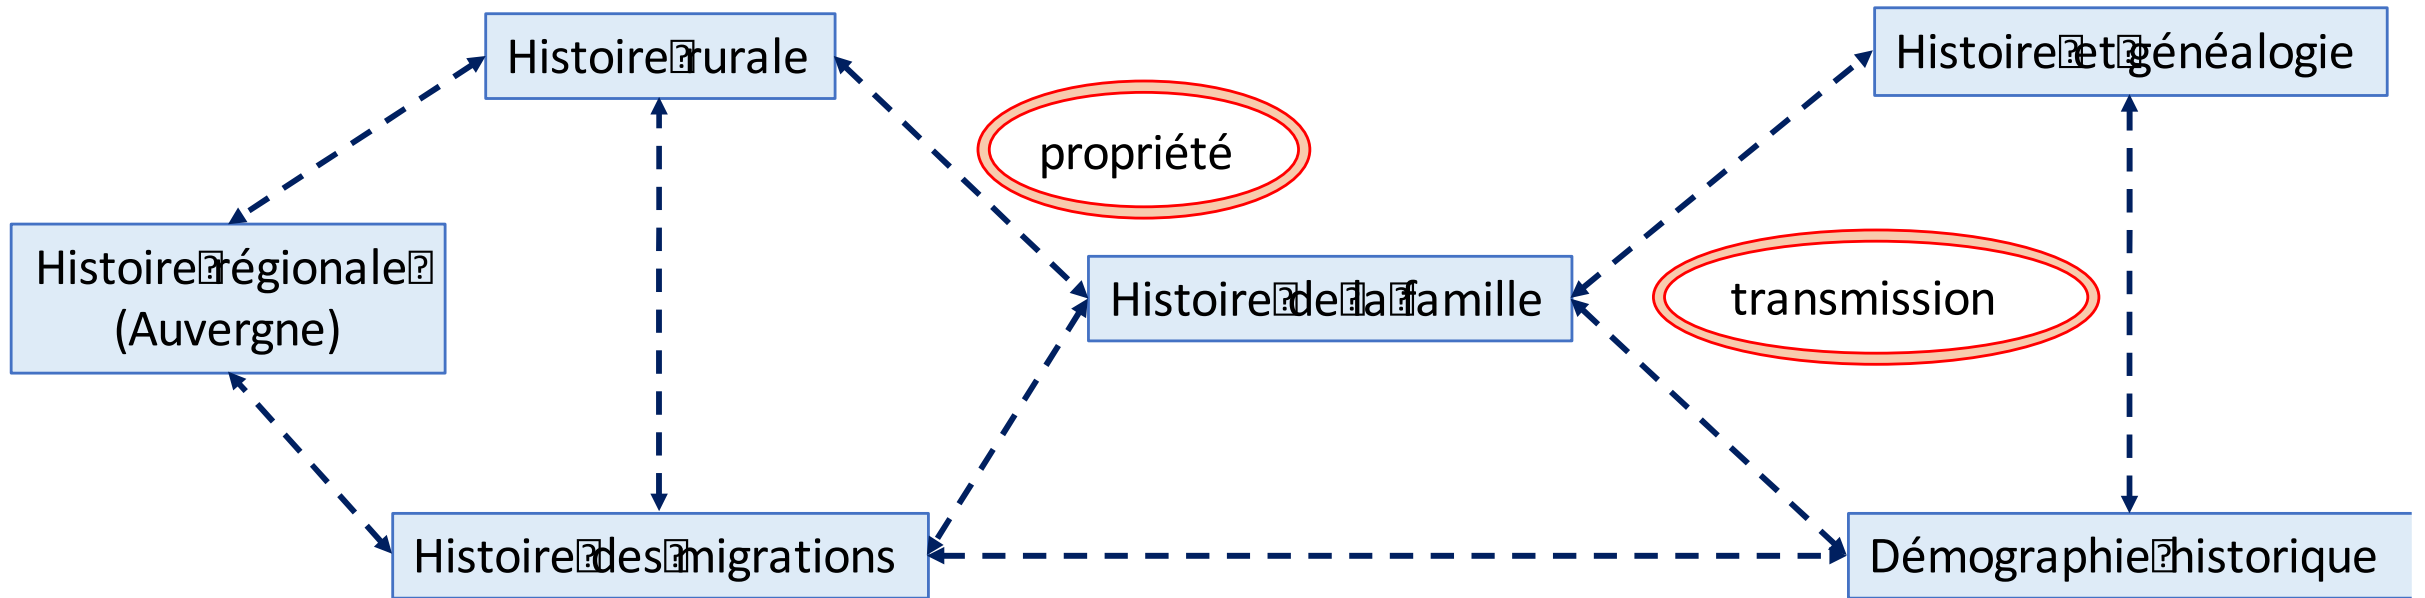 Histoire rurale
Histoire et généalogie
propriété
Histoire régionale
(Auvergne)
Histoire de la famille
transmission
Histoire des migrations
Démographie historique